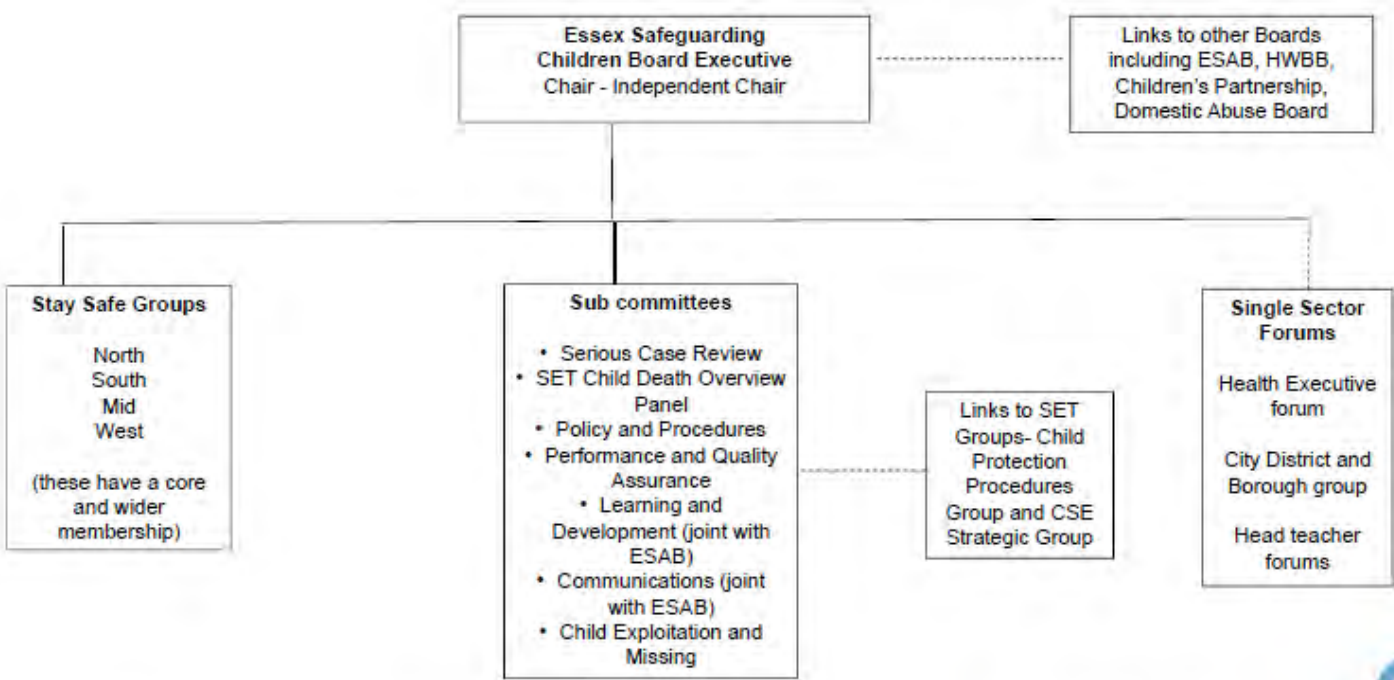 Essex Safeguarding
Children Board Executive
Chair - Independent Chair
Links to other Boards
including ESAB, HWBB,
Children's Partnership,
Domestic Abuse Board
Stay Safe Groups
North
South
Mid
West
(these have a core
and wider
membership)
Sub committees
• Serious Case Review
• SET Child Death Overview
Panel
• Policy and Procedures
• Performance and Quality
Assurance
• Learning and
Development (joint with
ESAB)
• Communications (joint
with ESAB)
• Child Exploitation and
Missing
Links to SET
Groups- Child
Protection
Procedures
Group and CSE
Strategic Group
Single Sector
Forums
Health Executive
forum
City District and
Borough group
Head teacher
forums